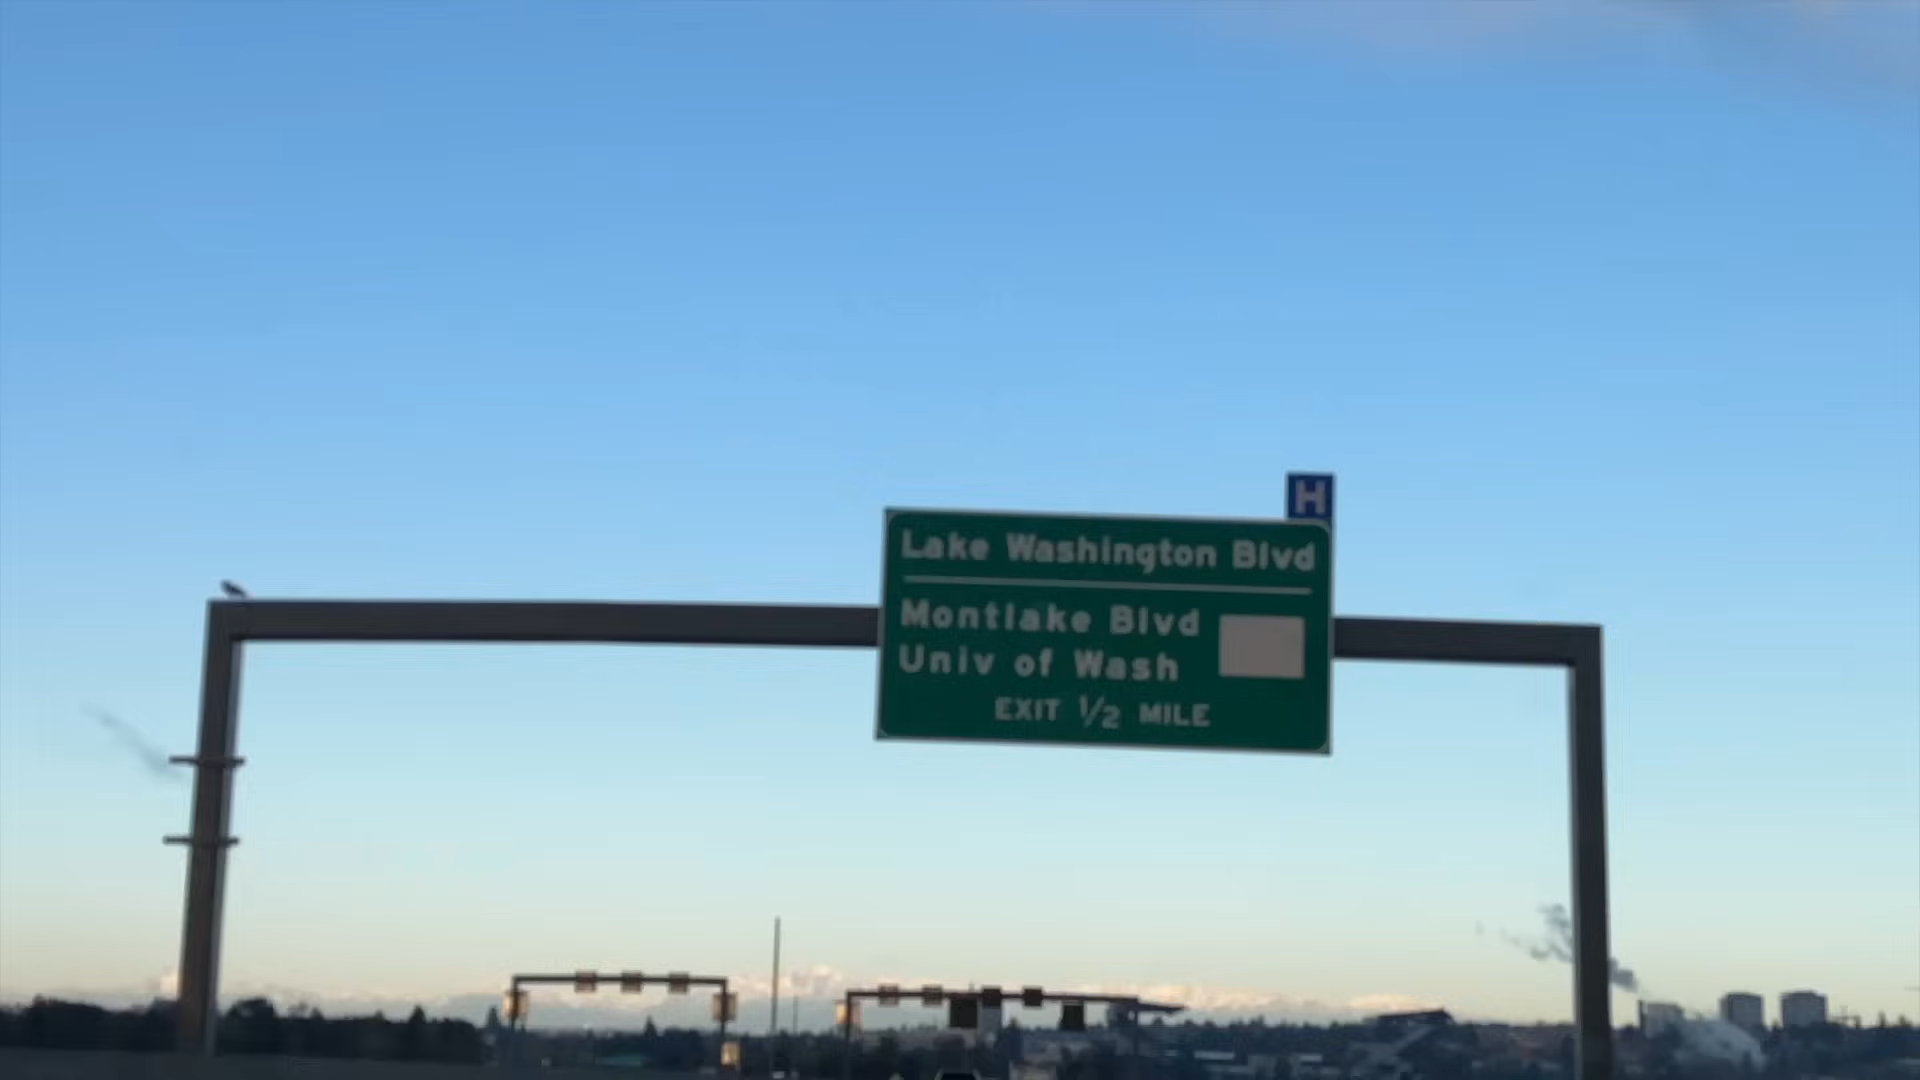 H
Lake Washington Blvd
Montlake Blvd
Univ of Wash
EXIT 1/2 MILE